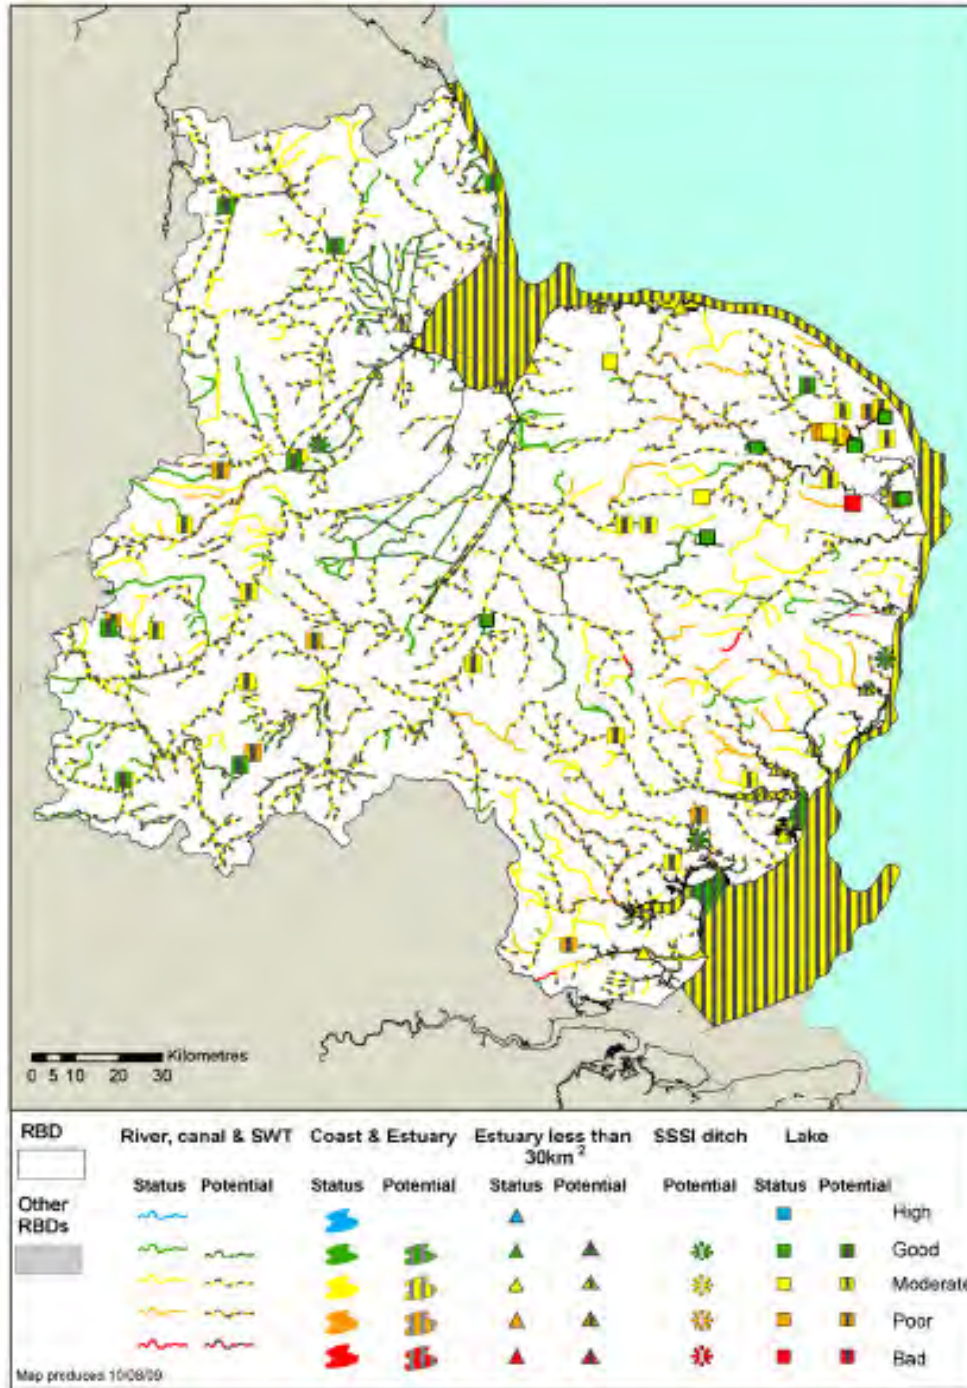 Kilometres
0 5 10 20 30
RBD
River, canal & SWT Coast & Estuary Estuary less than 30km2 SSSI ditch Lake
Status Potential Status Potential Status Potential Potential Status Potential
Other RBDs
High
Good
Moderate
Poor
Bad
Map produced 10/08/09